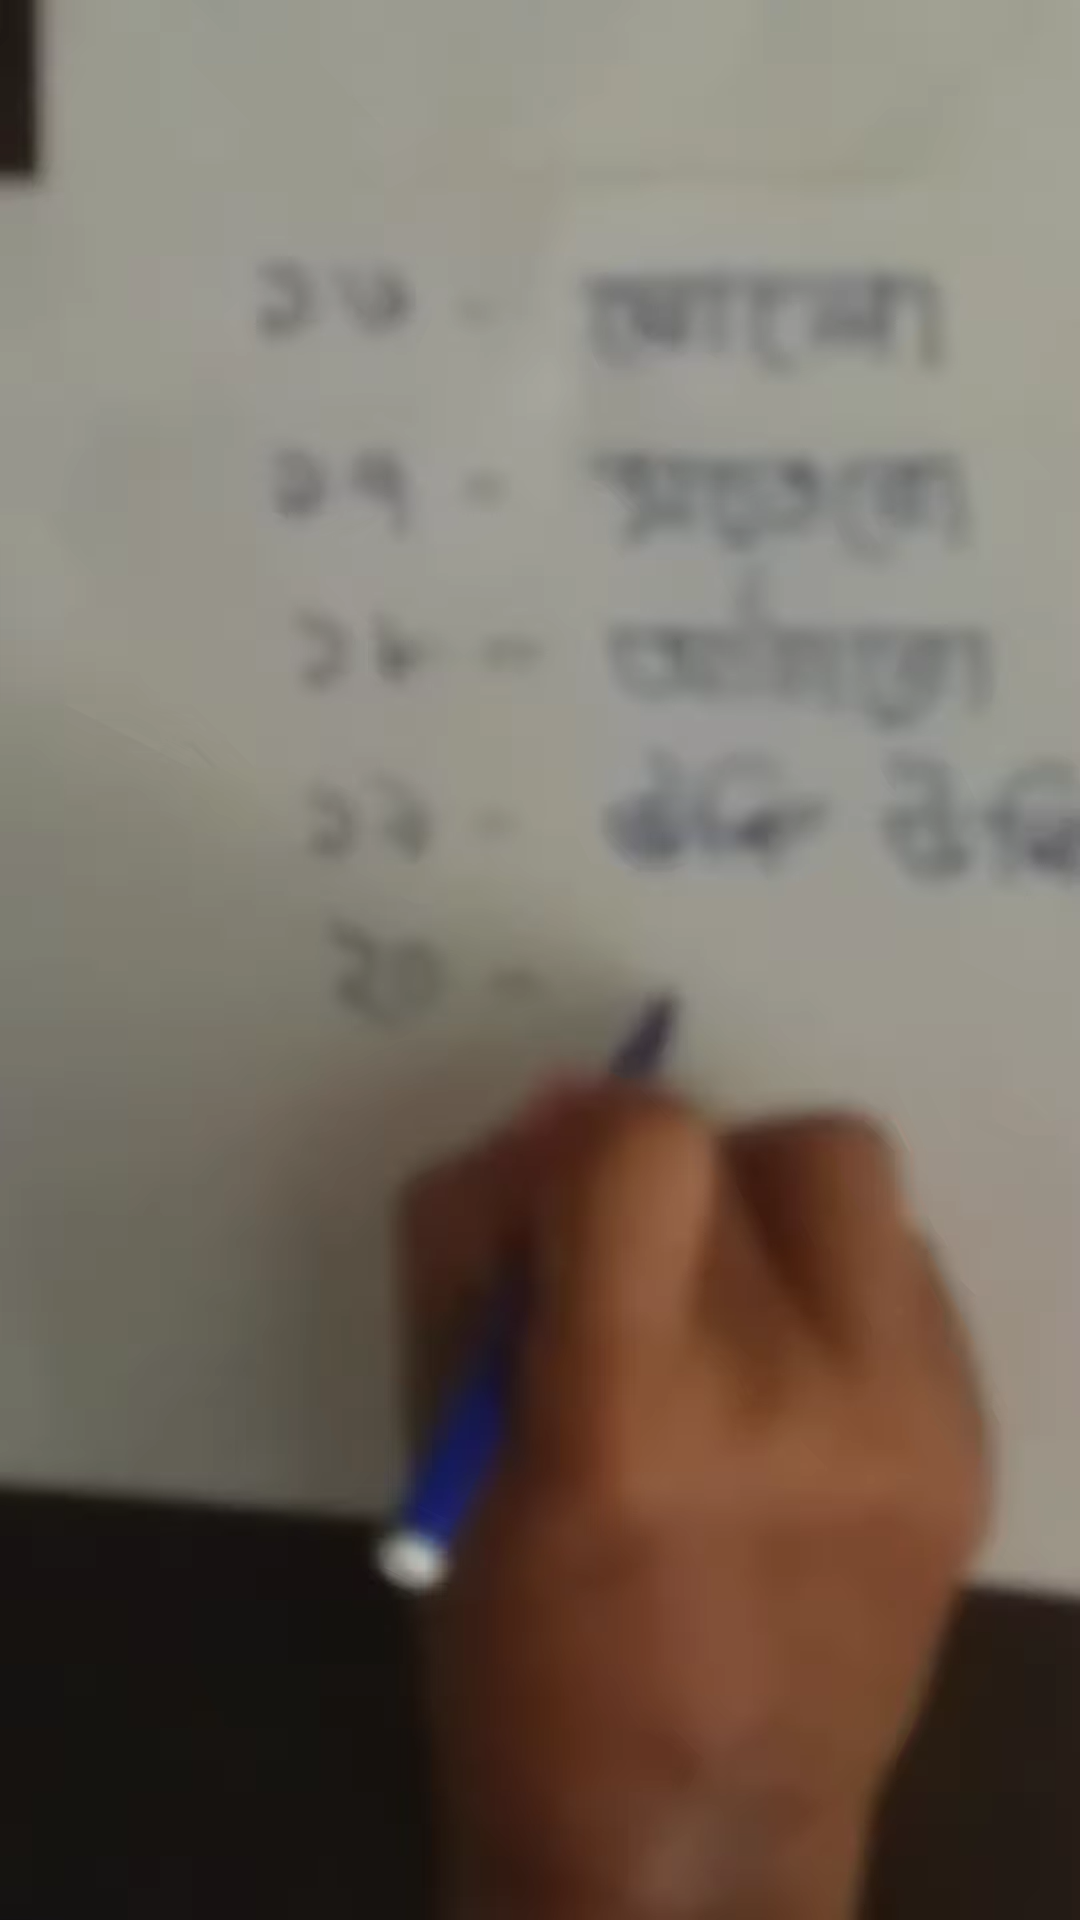 ১৬ - ষোলো
১৭ - সতেরো
১৮ - আঠারো
১৯ -
২০ -